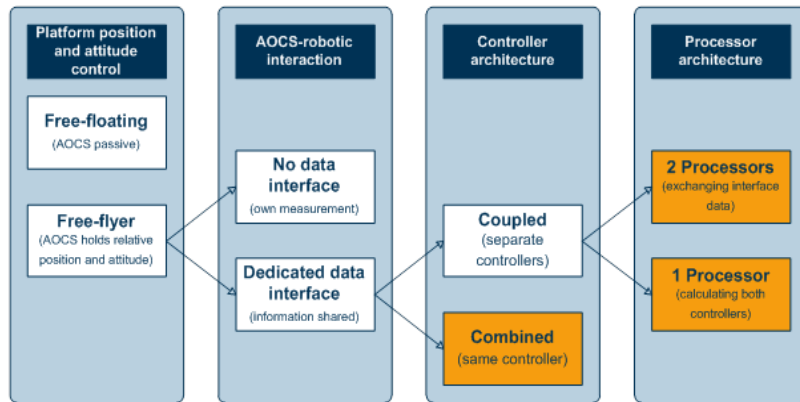 Platform position
and attitude
control
Free-floating
(AOCS passive)
Free-flyer
(AOCS holds relative
position and attitude)
AOCS-robotic
interaction
No data
interface
(own measurement)
Dedicated data
interface
(information shared)
Controller
architecture
Coupled
(separate
controllers)
Combined
(same controller)
Processor
architecture
2 Processors
(exchanging interface
data)
1 Processor
(calculating both
controllers)